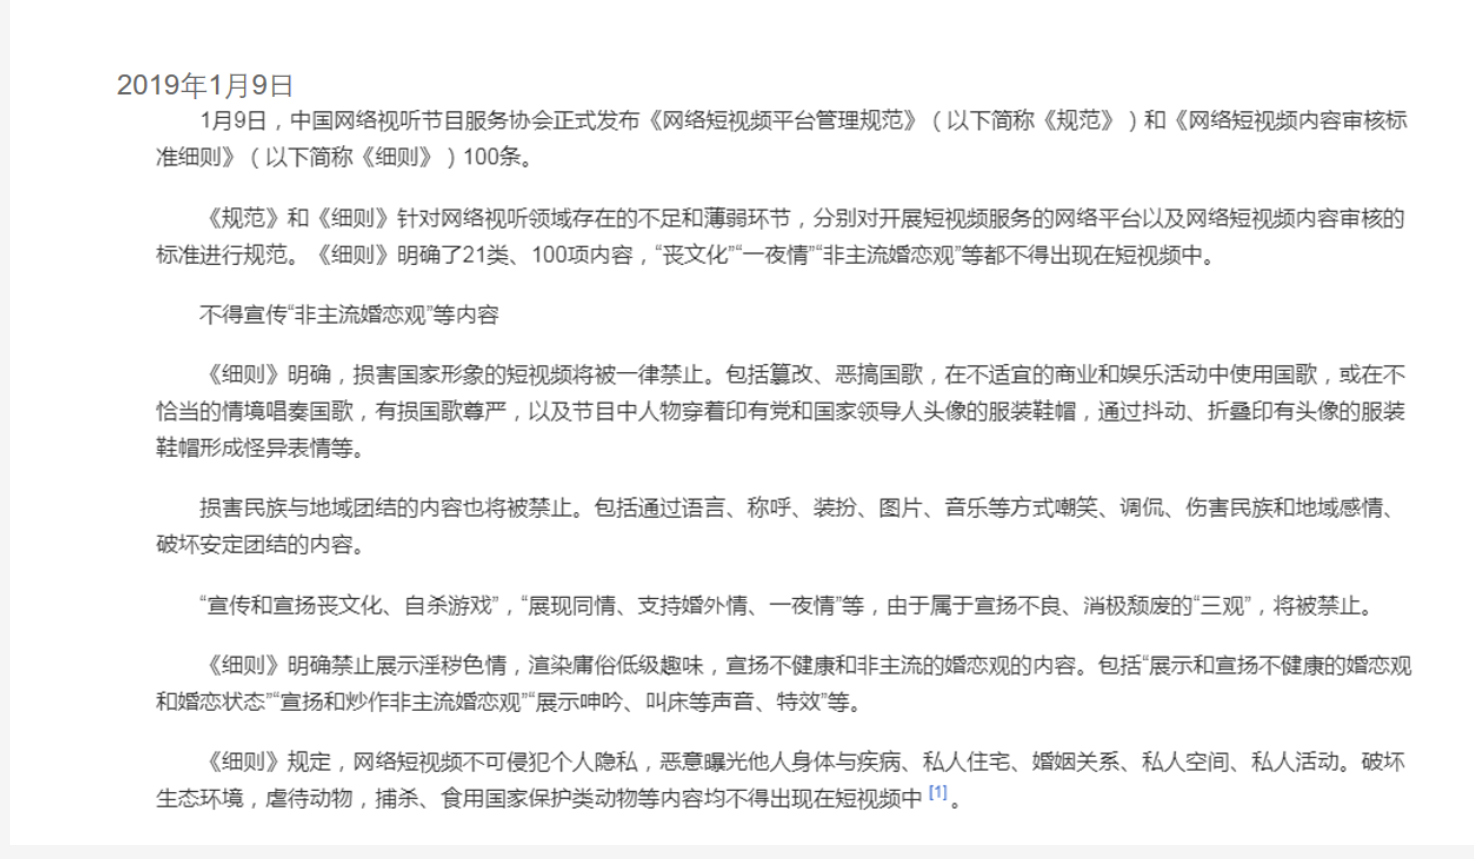 2019年1月9日
1月9日，中国网络视听节目服务协会正式发布《网络短视频平台管理规范》（以下简称《规范》）和《网络短视频内容审核标
准细则》（以下简称《细则》）100条。
《规范》和《细则》针对网络视听领域存在的不足和薄弱环节，分别对开展短视频服务的网络平台以及网络短视频内容审核的
标准进行规范。《细则》明确了21类、100项内容，“丧文化”“一夜情”“非主流婚恋观”等都不得出现在短视频中。
不得宣传“非主流婚恋观”等内容
《细则》明确，损害国家形象的短视频将被一律禁止。包括篡改、恶搞国歌，在不适宜的商业和娱乐活动中使用国歌，或在不
恰当的情境唱奏国歌，有损国歌尊严，以及节目中人物穿着印有党和国家领导人头像的服装鞋帽，通过抖动、折叠印有头像的服装
鞋帽形成怪异表情等。
损害民族与地域团结的内容也将被禁止。包括通过语言、称呼、装扮、图片、音乐等方式嘲笑、调侃、伤害民族和地域感情、
破坏安定团结的内容。
“宣传和宣扬丧文化、自杀游戏”，“展现同情、支持婚外情、一夜情”等，由于属于宣扬不良、消极颓废的“三观”，将被禁止。
《细则》明确禁止展示淫秽色情，渲染庸俗低级趣味，宣扬不健康和非主流的婚恋观的内容。包括“展示和宣扬不健康的婚恋观
和婚恋状态”“宣扬和炒作非主流婚恋观”“展示呻吟、叫床等声音、特效”等。
《细则》规定，网络短视频不可侵犯个人隐私，恶意曝光他人身体与疾病、私人住宅、婚姻关系、私人空间、私人活动。破坏
生态环境，虐待动物，捕杀、食用国家保护类动物等内容均不得出现在短视频中 [1] 。